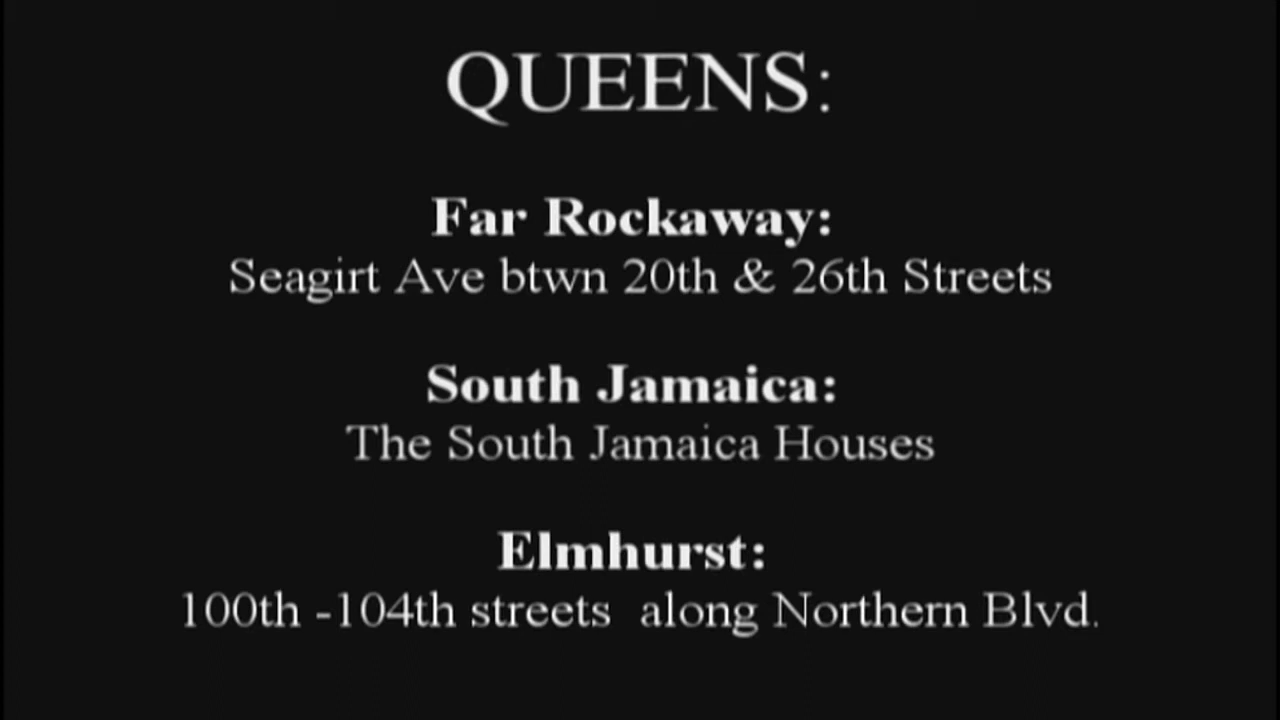 QUEENS:
Far Rockaway:
Seagirt Ave btwn 20th & 26th Streets
South Jamaica:
The South Jamaica Houses
Elmhurst:
100th -104th streets  along Northern Blvd.